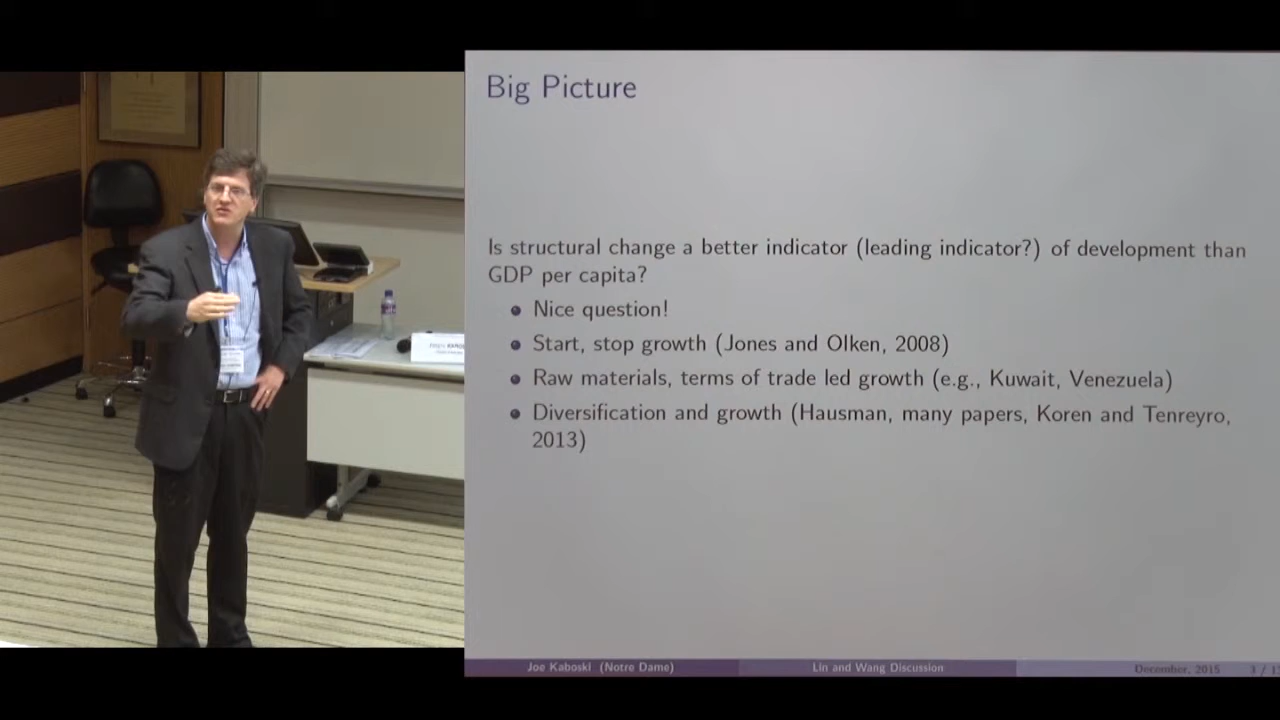 Big Picture
Is structural change a better indicator (leading indicator?) of development than
GDP per capita?
Nice question!
Start, stop growth (Jones and Olken, 2008)
Raw materials, terms of trade led growth (e.g., Kuwait, Venezuela)
Diversification and growth (Hausman, many papers, Koren and Tenreyro,
2013)
Joe Kaboski (Notre Dame)
Lin and Wang Discussion
December, 2015